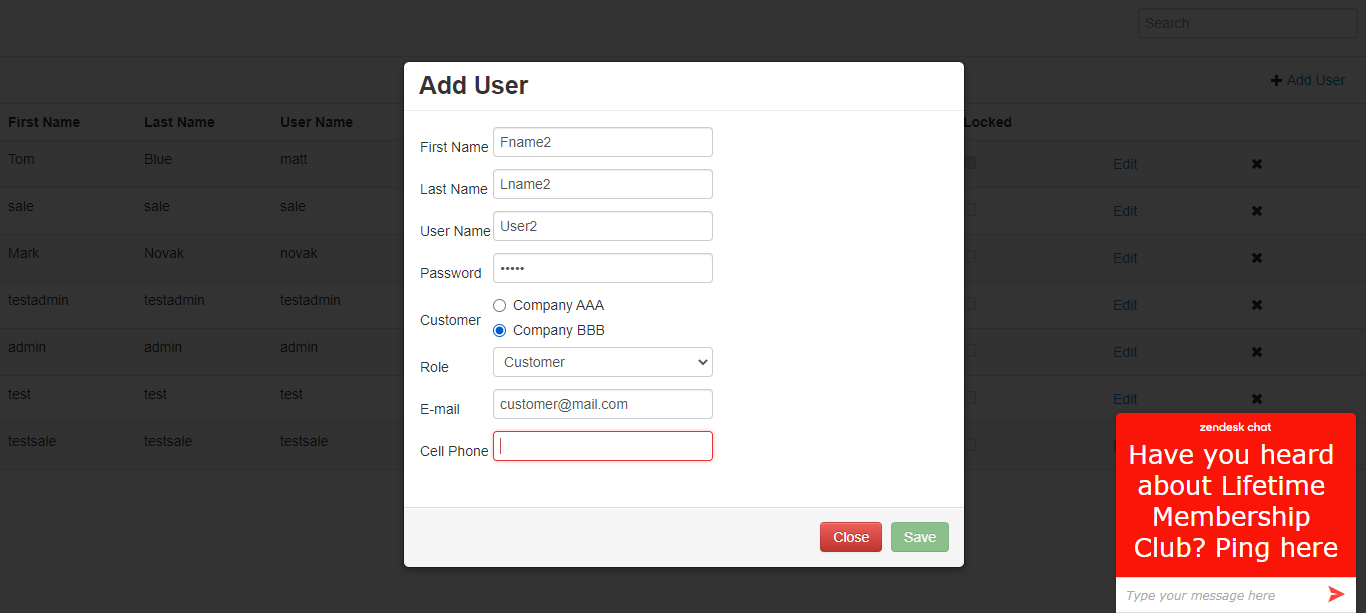 Search
Add User
First Name Last Name User Name Locked
Tom Blue matt Edit
sale sale sale Edit
Mark Novak novak Edit
testadmin testadmin testadmin Edit
admin admin admin Edit
test test test Edit
testsale testsale testsale
Add User
First Name Fname2
Last Name Lname2
User Name User2
Password •••••
Customer
Company AAA
Company BBB
Role Customer
E-mail customer@mail.com
Cell Phone
Close Save
zendesk chat
Have you heard
about Lifetime
Membership
Club? Ping here
Type your message here